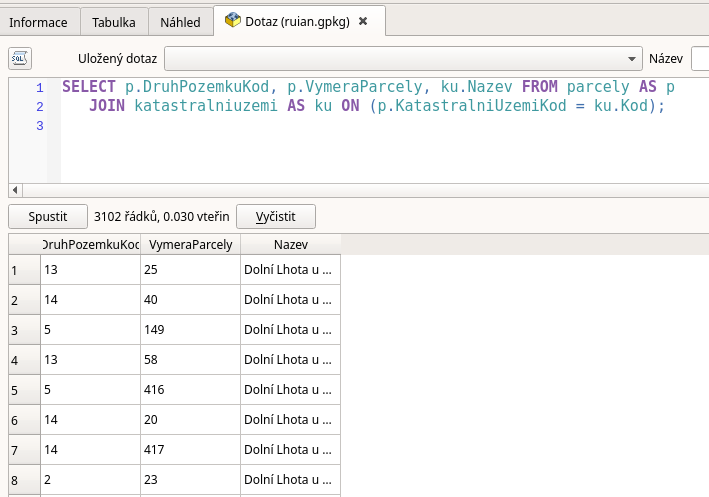 Informace Tabulka Náhled Dotaz (ruian.gpkg)
SQL Uložený dotaz Název
1 SELECT p.DruhPozemkuKod, p.VymeraParcely, ku.Nazev FROM parcely AS p
2 JOIN katastralniuzemi AS ku ON (p.KatastralniUzemiKod = ku.Kod);
3
Spustit 3102 řádků, 0.030 vteřin Vyčistit
DruhPozemkuKod VymeraParcely Nazev
1 13 25 Dolní Lhota u ...
2 14 40 Dolní Lhota u ...
3 5 149 Dolní Lhota u ...
4 13 58 Dolní Lhota u ...
5 5 416 Dolní Lhota u ...
6 14 20 Dolní Lhota u ...
7 14 417 Dolní Lhota u ...
8 2 23 Dolní Lhota u ...